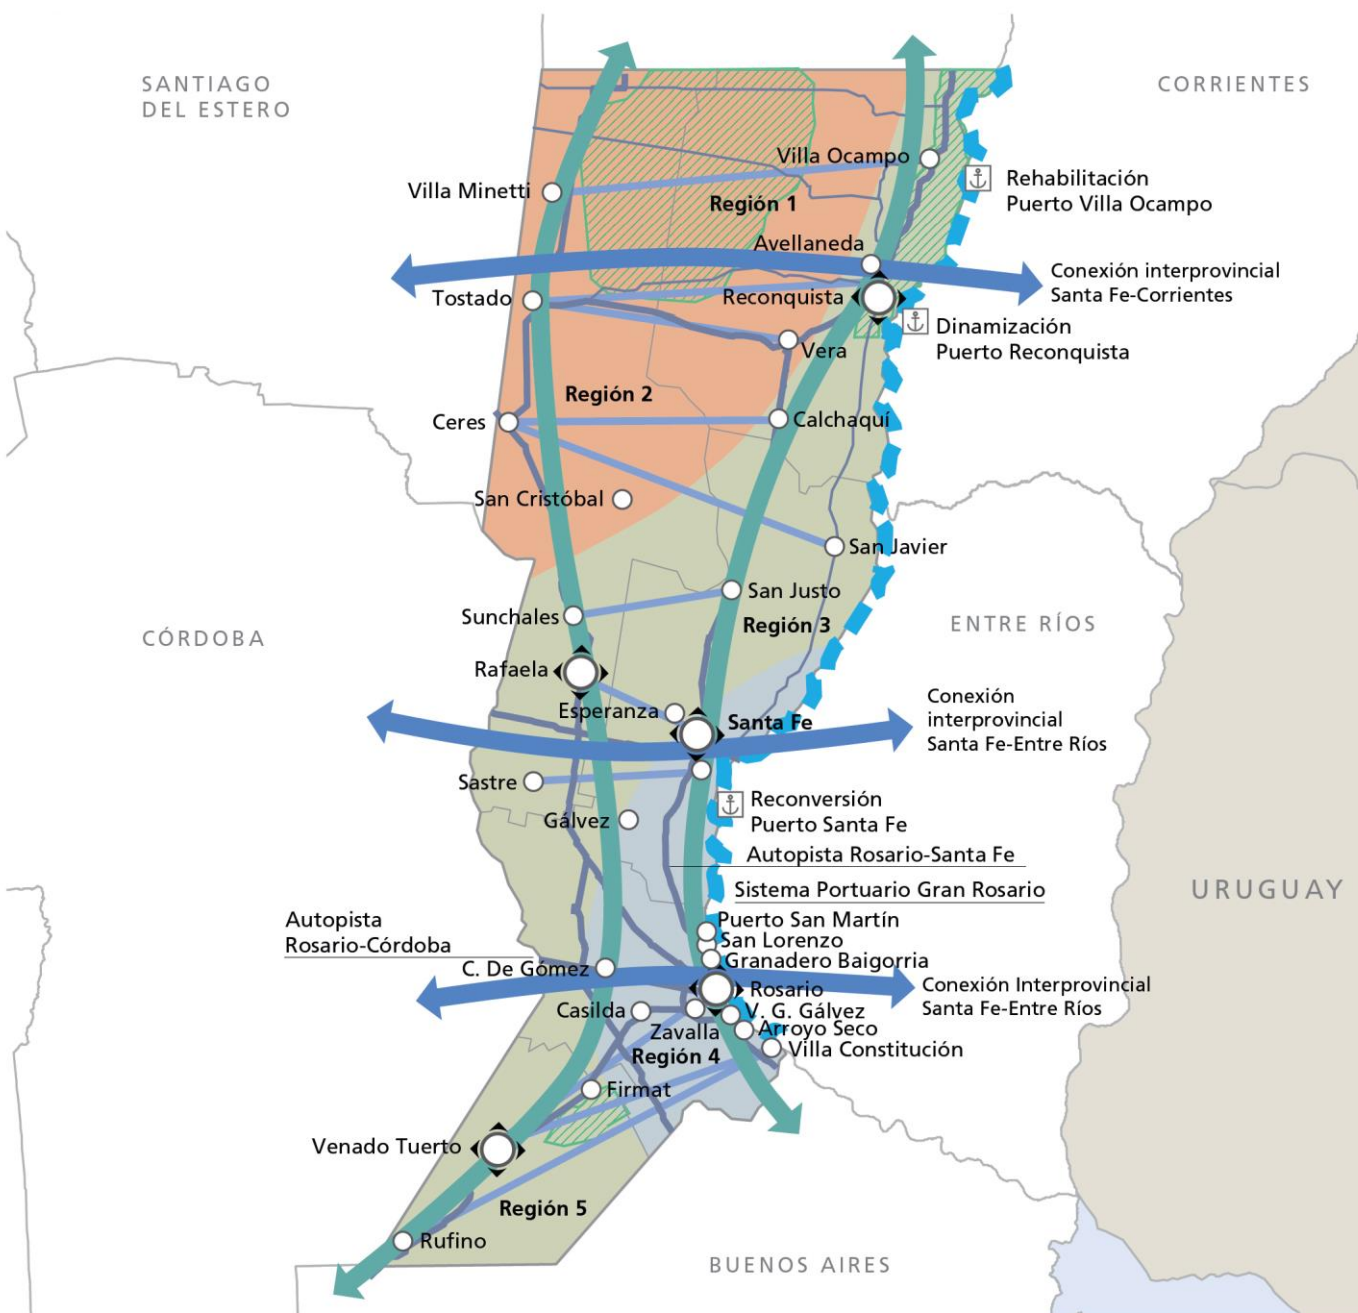 SANTIAGO
DEL ESTERO
CORRIENTES
Villa Ocampo
Villa Minetti
Rehabilitación
Puerto Villa Ocampo
Región 1
Avellaneda
Conexión interprovincial
Santa Fe-Corrientes
Tostado
Reconquista
Dinamización
Puerto Reconquista
Vera
Región 2
Ceres
Calchaquí
San Cristóbal
San Javier
San Justo
Sunchales
Región 3
ENTRE RÍOS
CÓRDOBA
Rafaela
Esperanza
Santa Fe
Conexión
interprovincial
Santa Fe-Entre Ríos
Sastre
Gálvez
Reconversión
Puerto Santa Fe
Autopista Rosario-Santa Fe
Sistema Portuario Gran Rosario
URUGUAY
Autopista
Rosario-Córdoba
Puerto San Martín
San Lorenzo
Granadero Baigorria
C. De Gómez
Rosario
Conexión Interprovincial
Santa Fe-Entre Ríos
Casilda
V. G. Gálvez
Zavalla
Arroyo Seco
Villa Constitución
Región 4
Firmat
Venado Tuerto
Región 5
Rufino
BUENOS AIRES